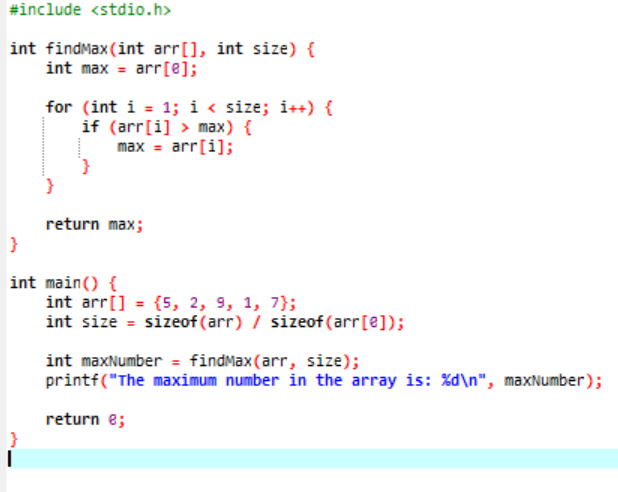 #include <stdio.h>
int findMax(int arr[], int size) {
    int max = arr[0];
    for (int i = 1; i < size; i++) {
        if (arr[i] > max) {
            max = arr[i];
        }
    }
    return max;
}
int main() {
    int arr[] = {5, 2, 9, 1, 7};
    int size = sizeof(arr) / sizeof(arr[0]);
    int maxNumber = findMax(arr, size);
    printf("The maximum number in the array is: %d\n", maxNumber);
    return 0;
}